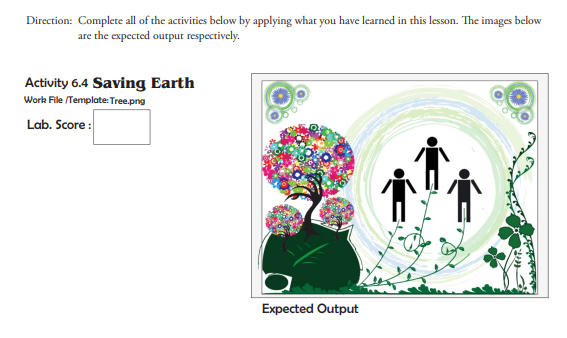 Direction: Complete all of the activities below by applying what you have learned in this lesson. The images below
are the expected output respectively.
Activity 6.4 Saving Earth
Work File /Template:Tree.png
Lab. Score :
Expected Output